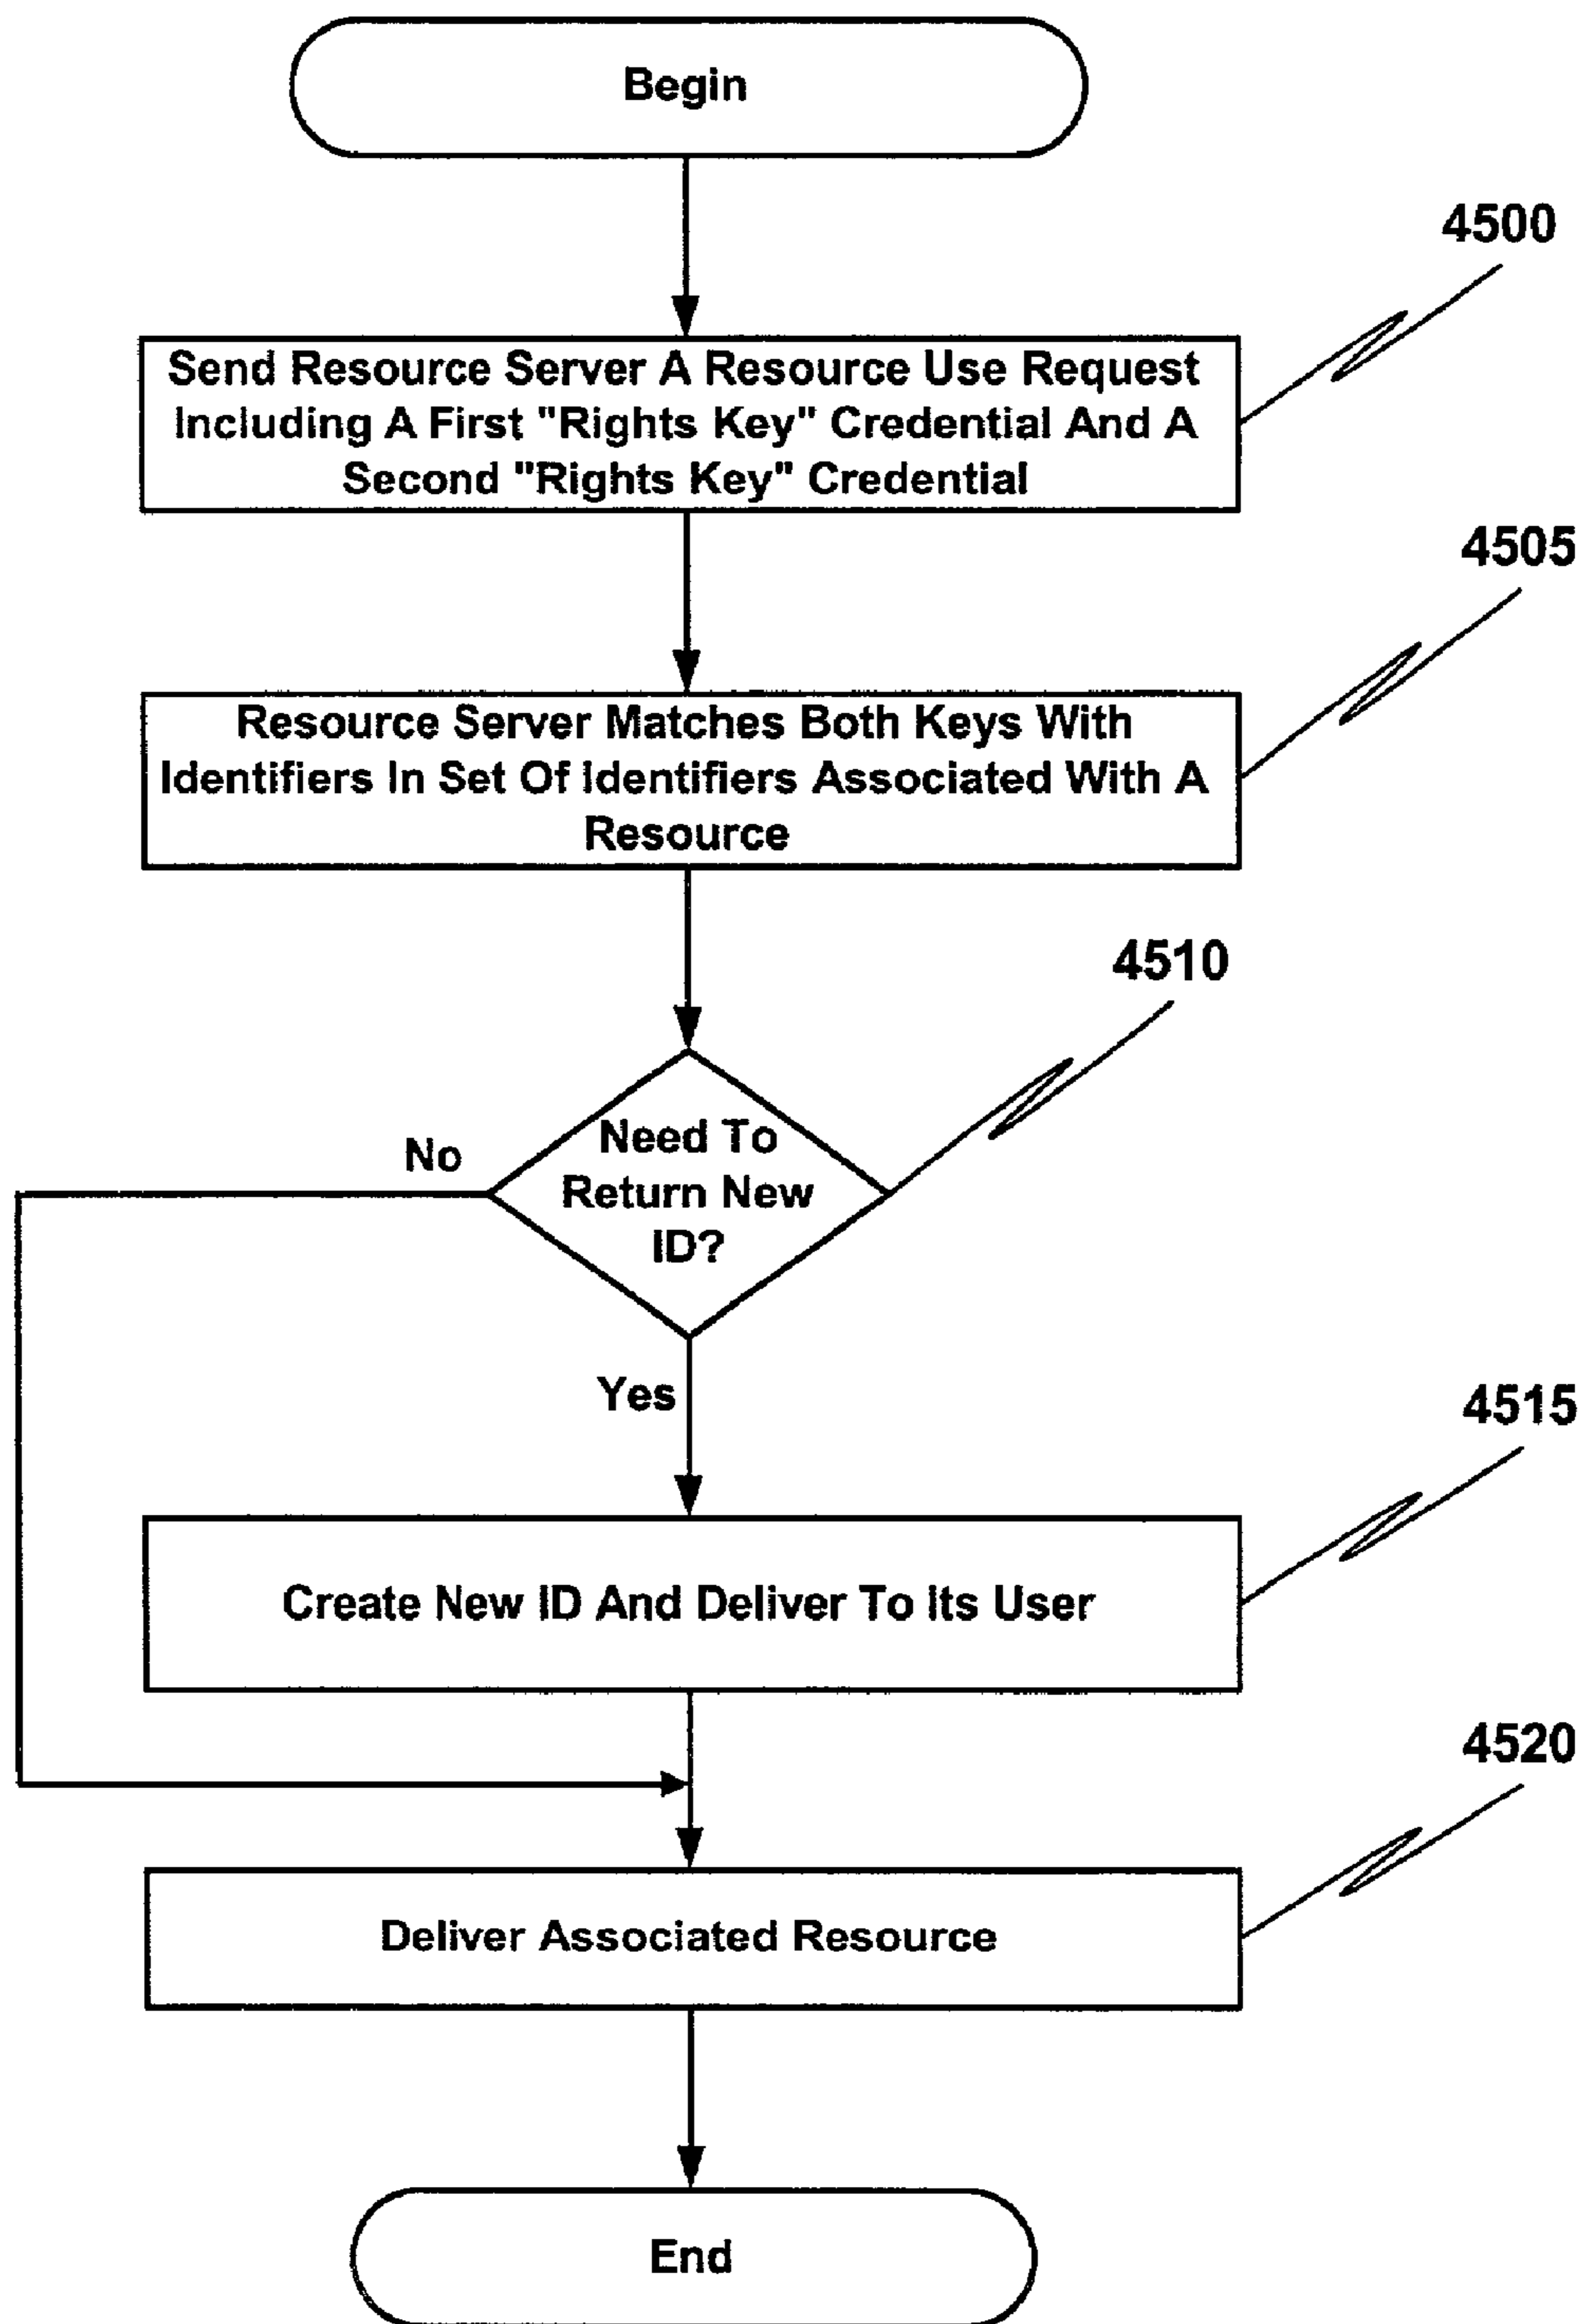 Begin
4500
Send Resource Server A Resource Use Request
Including A First "Rights Key" Credential And A
Second "Rights Key" Credential
4505
Resource Server Matches Both Keys With
Identifiers In Set Of Identifiers Associated With A
Resource
4510
No
Need To
Return New
ID?
Yes
4515
Create New ID And Deliver To Its User
4520
Deliver Associated Resource
End